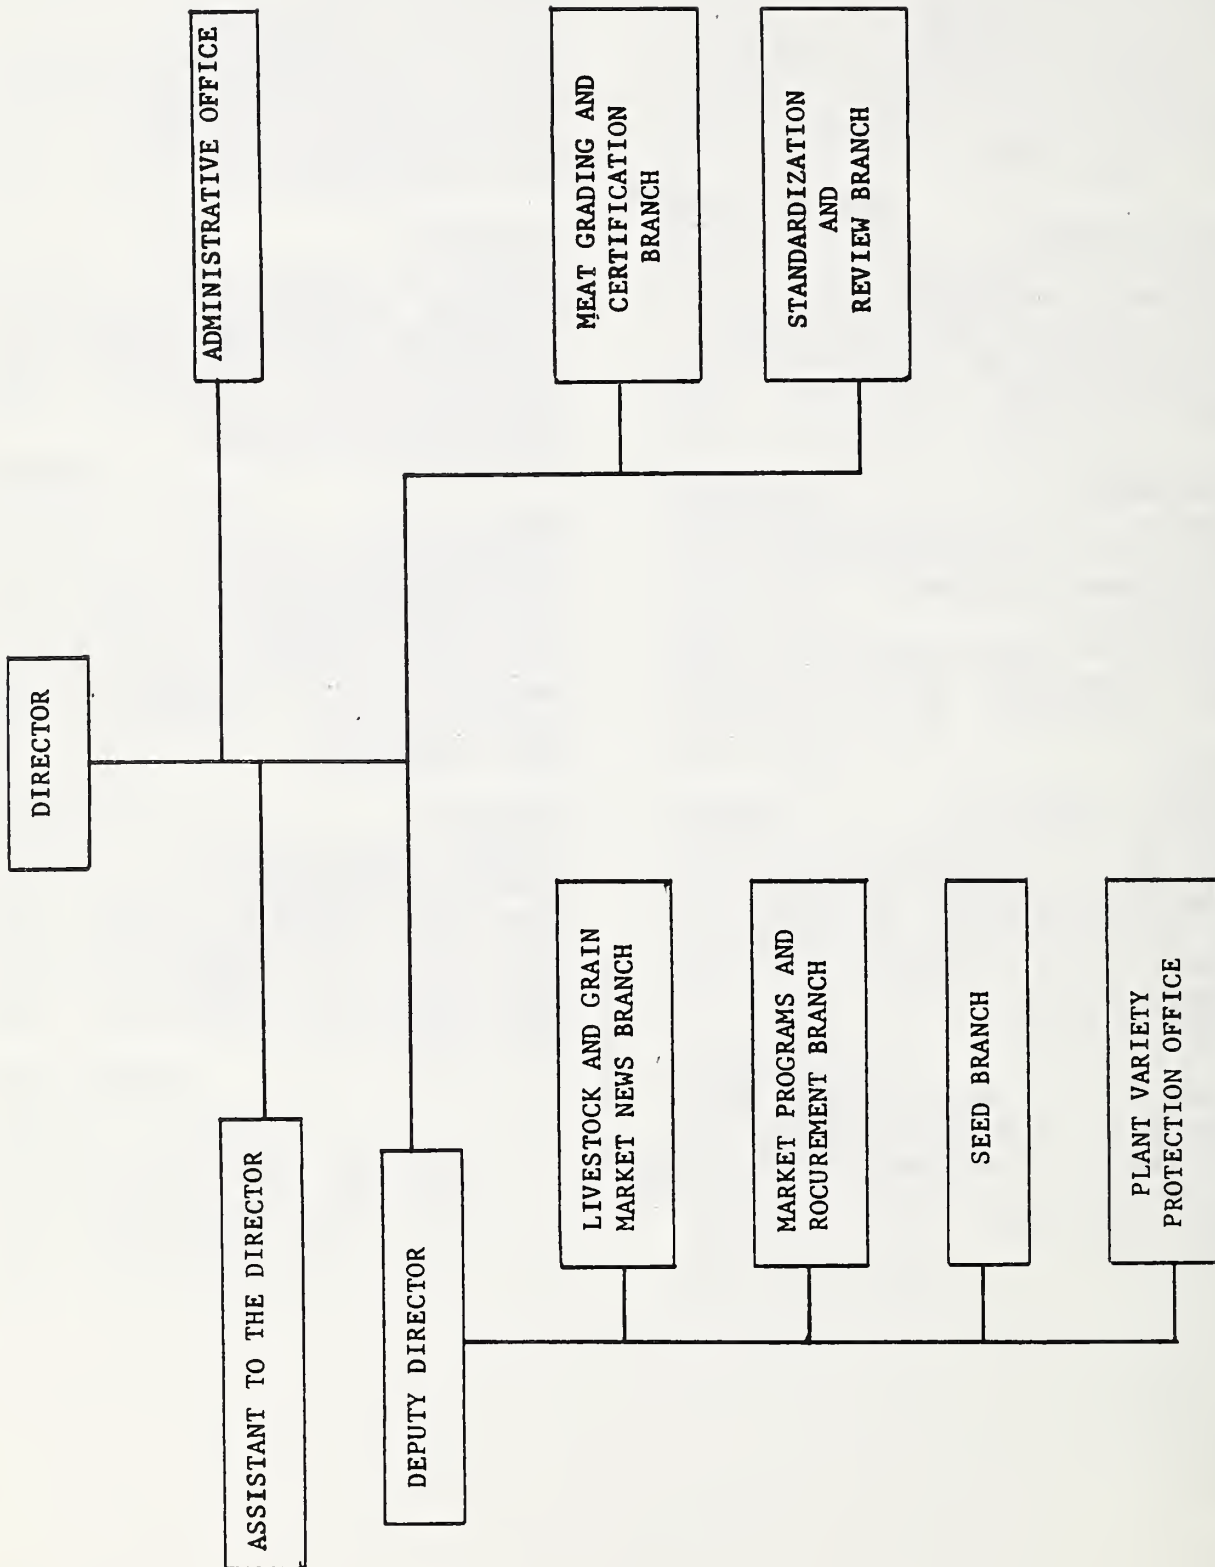 DIRECTOR
ADMINISTRATIVE OFFICE
ASSISTANT TO THE DIRECTOR
DEPUTY DIRECTOR
LIVESTOCK AND GRAIN
MARKET NEWS BRANCH
MARKET PROGRAMS AND
ROCUREMENT BRANCH
SEED BRANCH
PLANT VARIETY
PROTECTION OFFICE
MEAT GRADING AND
CERTIFICATION
BRANCH
STANDARDIZATION
AND
REVIEW BRANCH